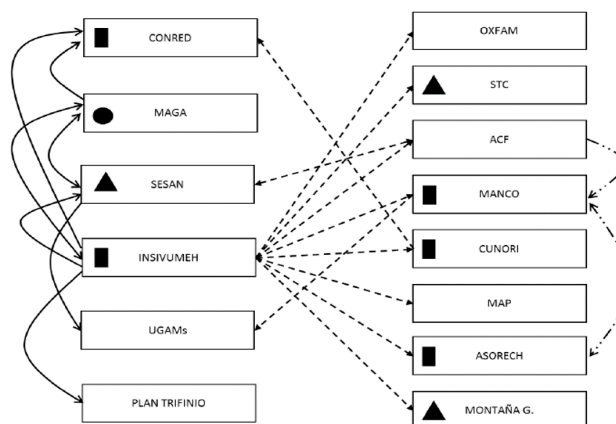 CONRED
MAGA
SESAN
INSIVUMEH
UGAMs
PLAN TRIFINIO
OXFAM
STC
ACF
MANCO
CUNORI
MAP
ASORECH
MONTAÑA G.